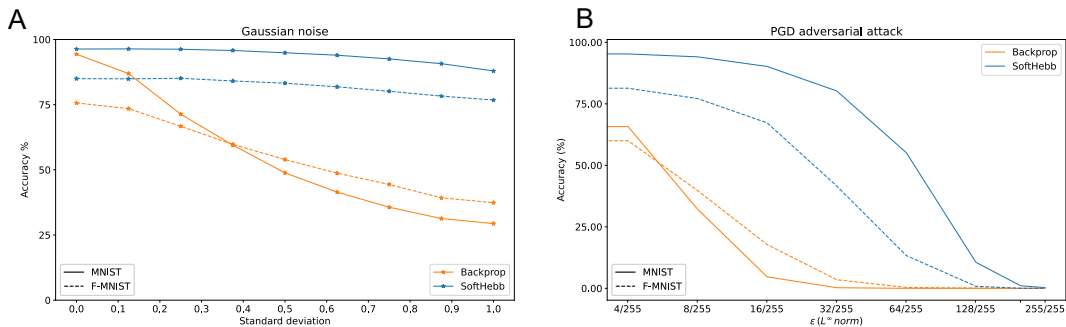 A
Gaussian noise
100
75
50
25
0
Accuracy %
MNIST
F-MNIST
Backprop
SoftHebb
0.0 0.1 0.2 0.3 0.4 0.5 0.6 0.7 0.8 0.9 1.0
Standard deviation
B
PGD adversarial attack
100.00
75.00
50.00
25.00
0.00
Accuracy (%)
Backprop
SoftHebb
MNIST
F-MNIST
4/255 8/255 16/255 32/255 64/255 128/255 255/255
ε (L∞ norm)